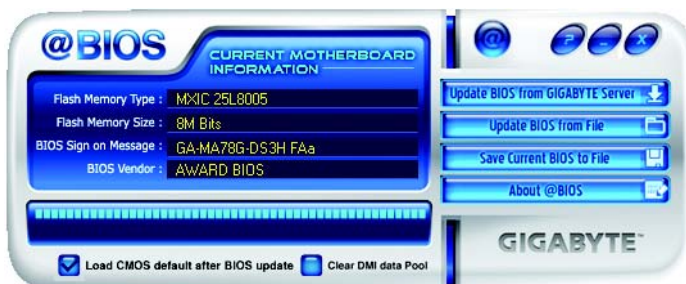 @BIOS
CURRENT MOTHERBOARD
INFORMATION
Flash Memory Type : MXIC 25L8005
Flash Memory Size : 8M Bits
BIOS Sign on Message : GA-MA78G-DS3H FAa
BIOS Vendor : AWARD BIOS
Load CMOS default after BIOS update
Clear DMI data Pool
@ ? _ X
Update BIOS from GIGABYTE Server
Update BIOS from File
Save Current BIOS to File
About @BIOS
GIGABYTE™